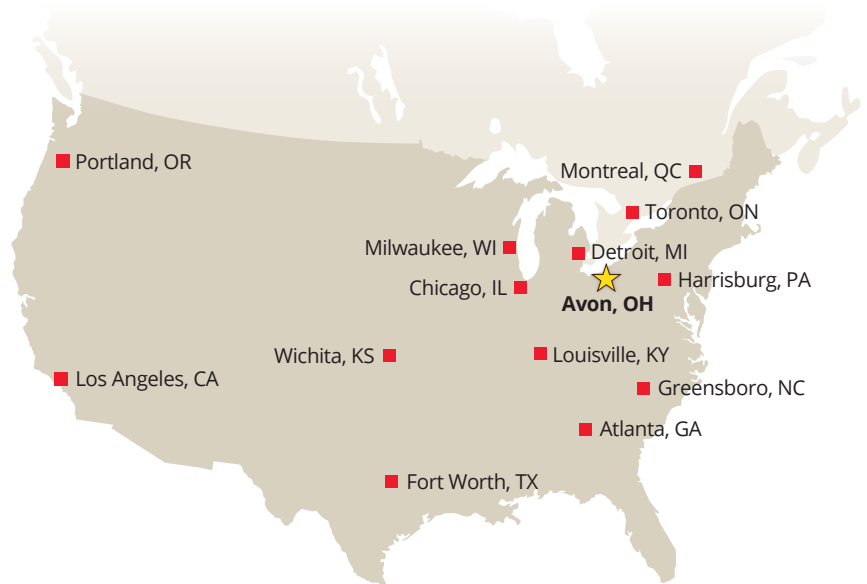 Portland, OR
Montreal, QC
Toronto, ON
Milwaukee, WI
Detroit, MI
Chicago, IL
Harrisburg, PA
Avon, OH
Wichita, KS
Louisville, KY
Los Angeles, CA
Greensboro, NC
Atlanta, GA
Fort Worth, TX